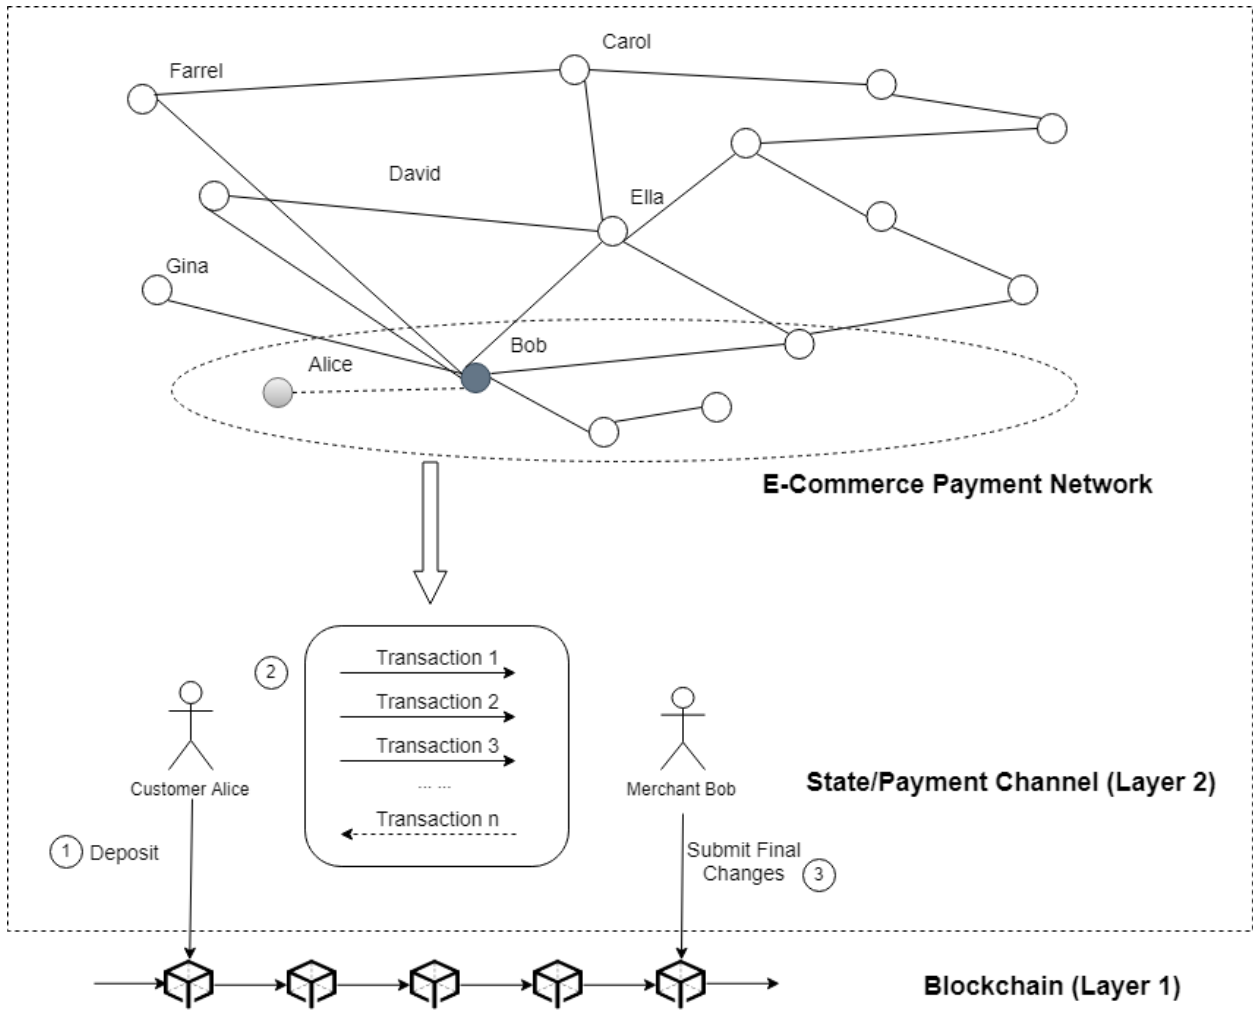 Carol
Farrel
David
Ella
Gina
Bob
Alice
E-Commerce Payment Network
2
Transaction 1
Transaction 2
Transaction 3
... ...
Transaction n
Customer Alice
Merchant Bob
State/Payment Channel (Layer 2)
1 Deposit
Submit Final
Changes 3
Blockchain (Layer 1)